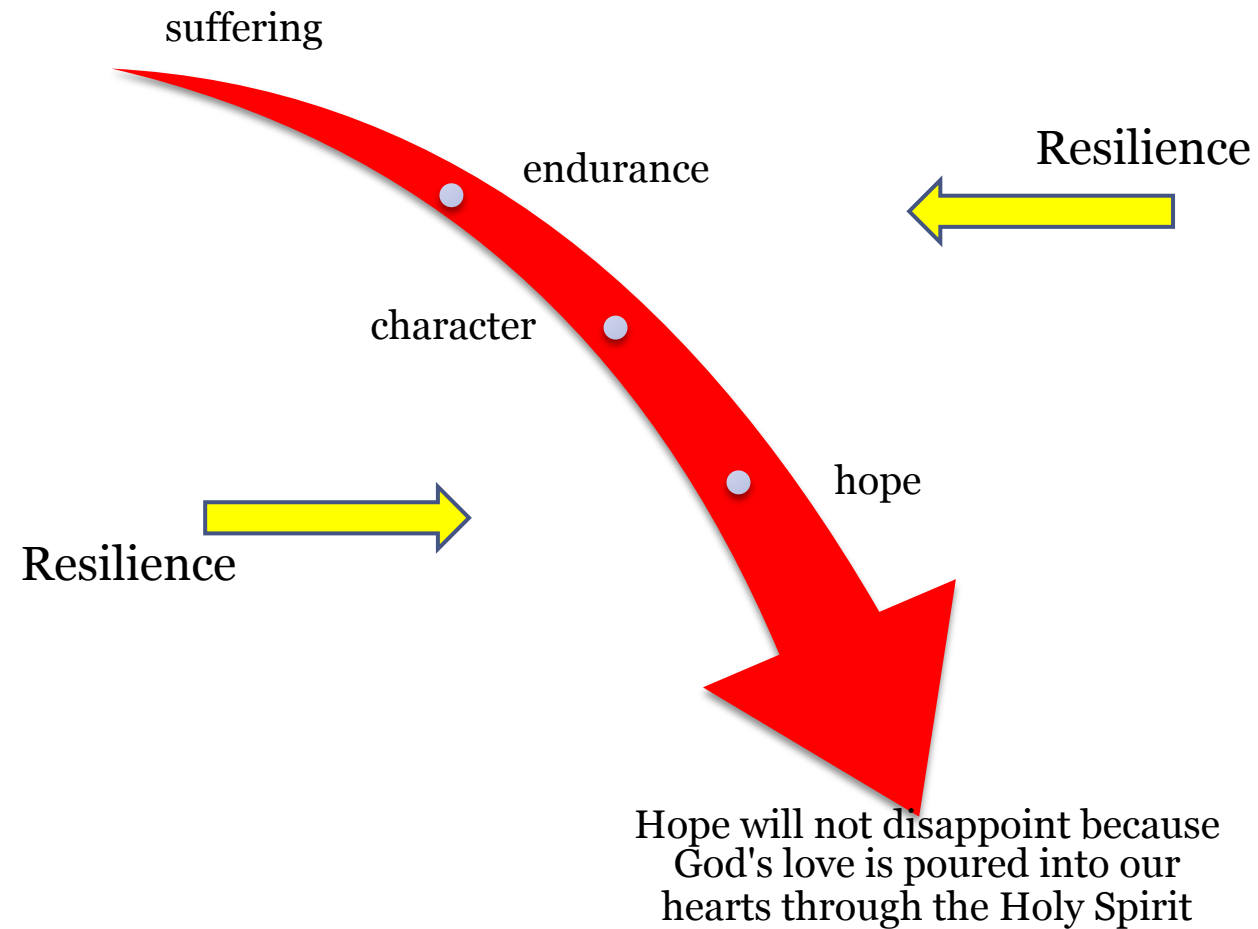 suffering
endurance
Resilience
character
hope
Resilience
Hope will not disappoint because
God's love is poured into our
hearts through the Holy Spirit